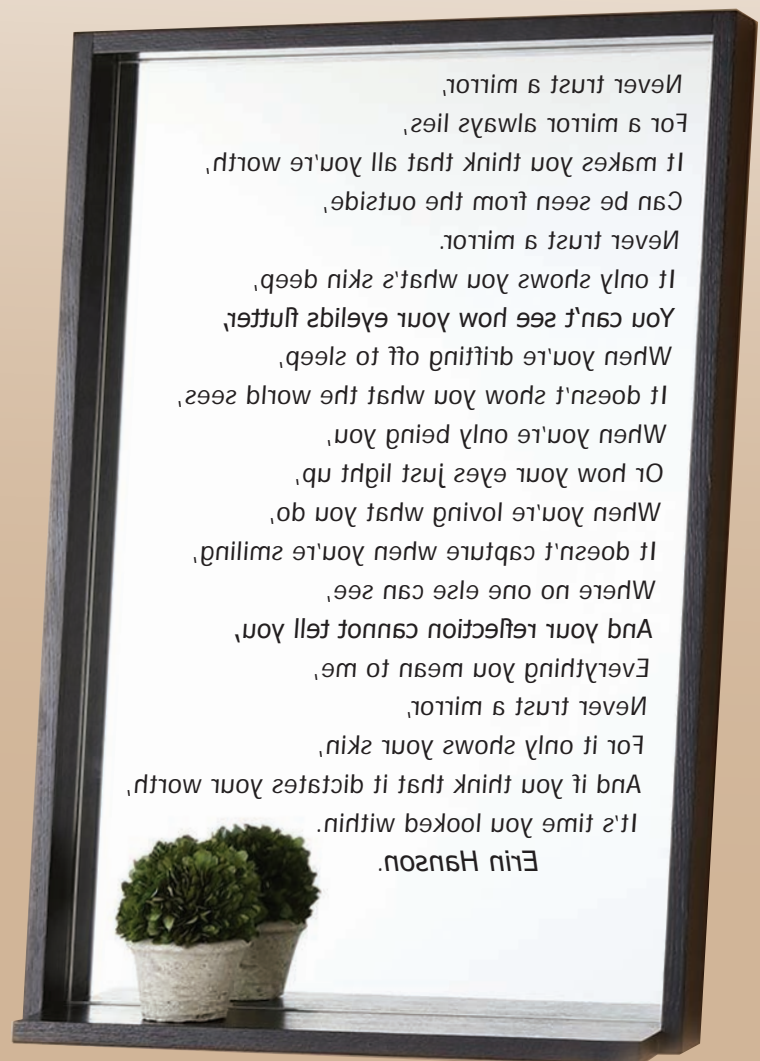 Never trust a mirror,
For a mirror always lies,
It makes you think that all you're worth,
Can be seen from the outside,
Never trust a mirror.
It only shows you what's skin deep,
You can't see how your eyelids flutter,
When you're drifting off to sleep,
It doesn't show you what the world sees,
When you're only being you,
Or how your eyes just light up,
When you're loving what you do,
It doesn't capture when you're smiling,
Where no one else can see,
And your reflection cannot tell you,
Everything you mean to me,
Never trust a mirror,
For it only shows your skin,
And if you think that it dictates your worth,
It's time you looked within.
Erin Hanson.